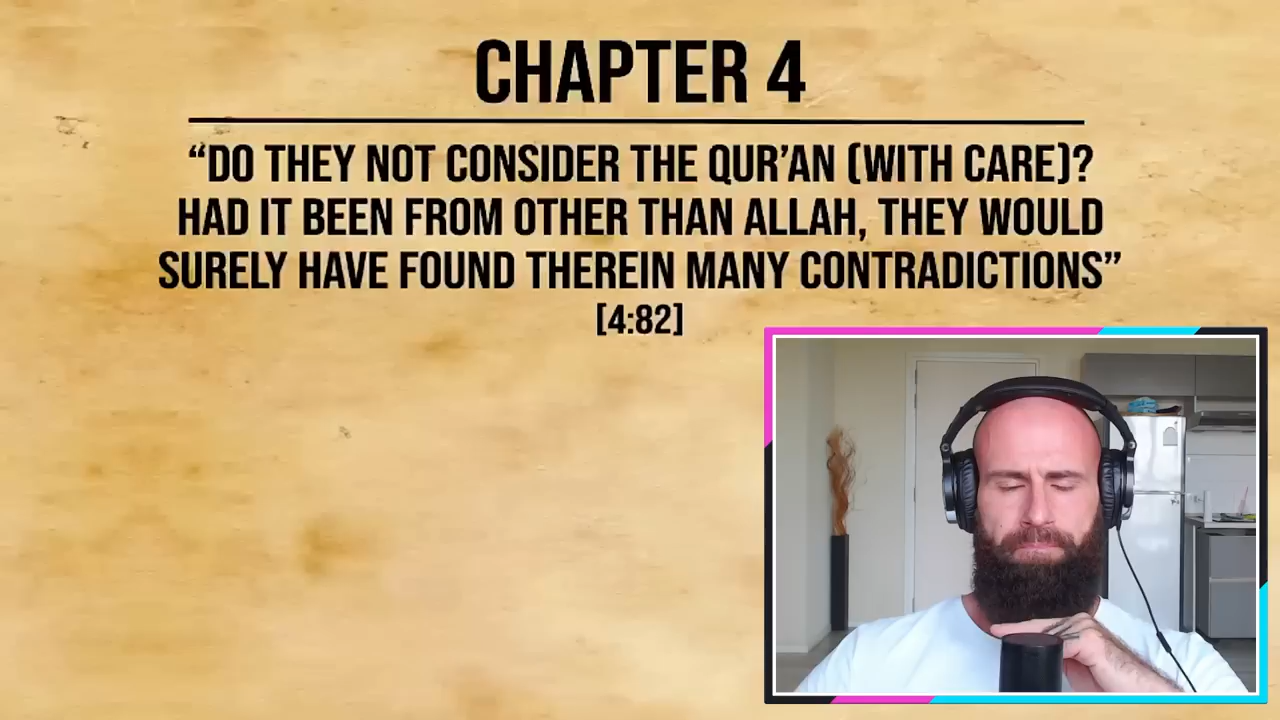 CHAPTER 4
“DO THEY NOT CONSIDER THE QUR’AN (WITH CARE)?
HAD IT BEEN FROM OTHER THAN ALLAH, THEY WOULD
SURELY HAVE FOUND THEREIN MANY CONTRADICTIONS”
[4:82]